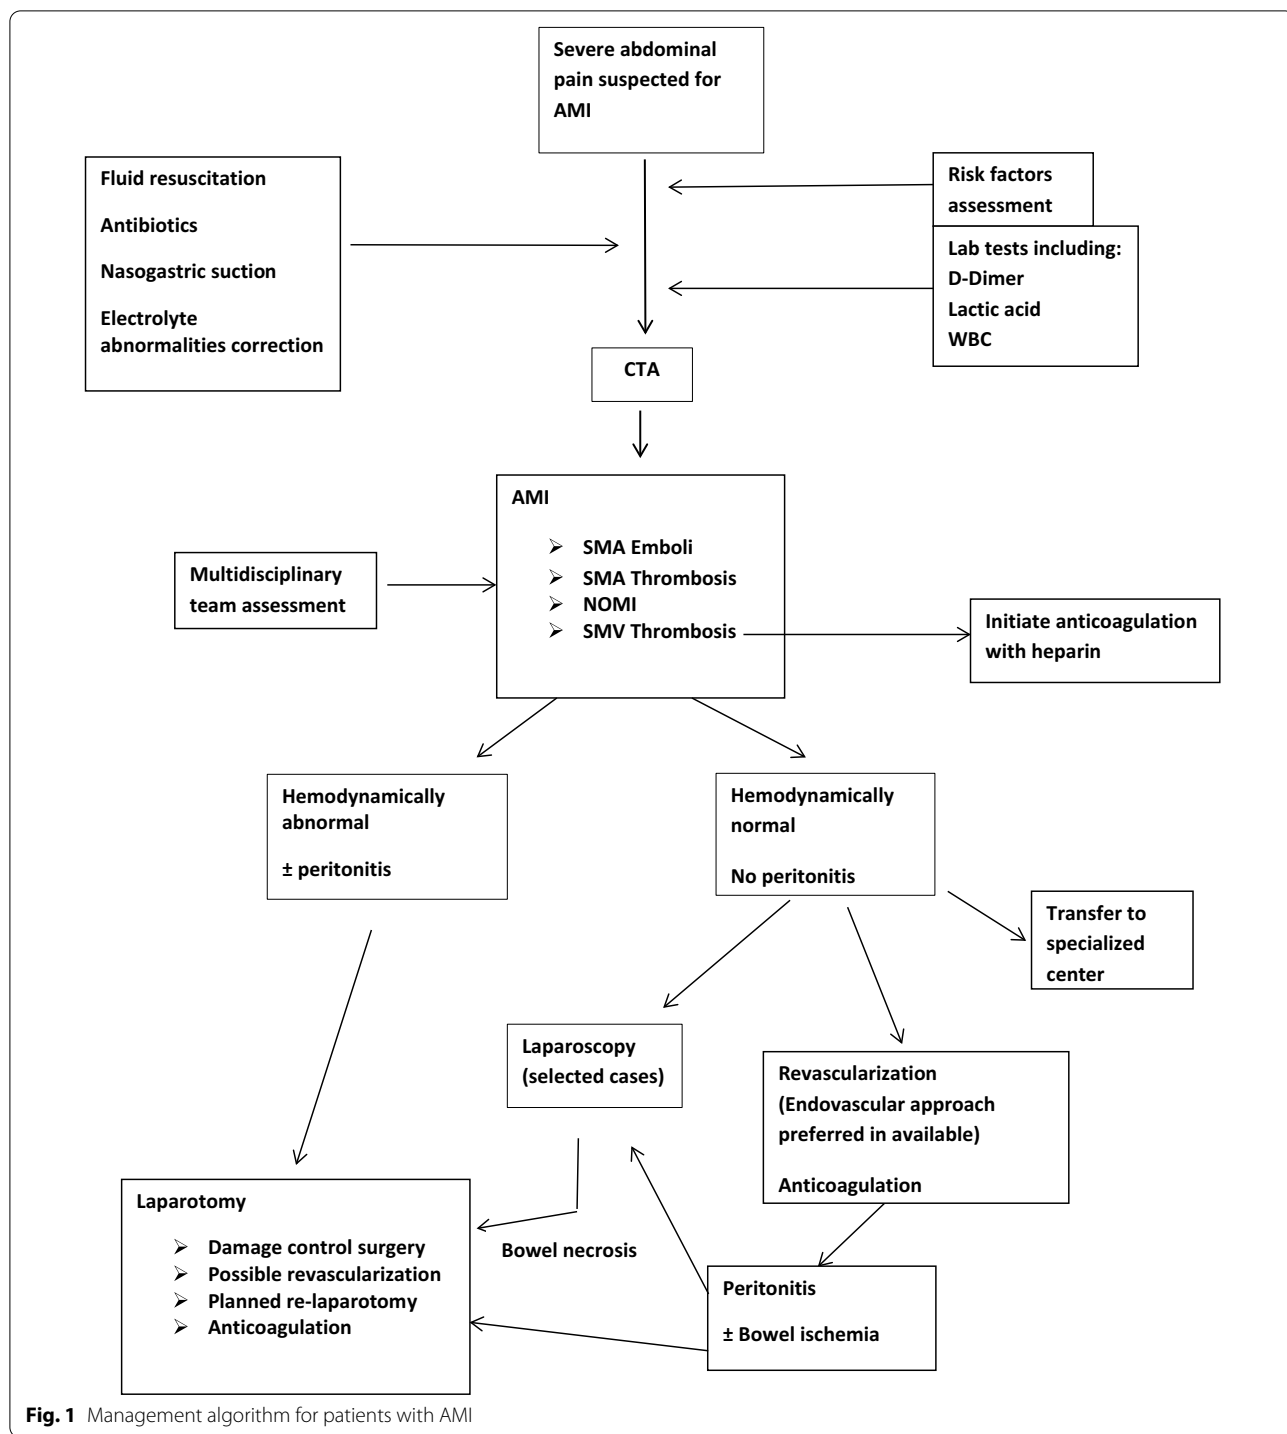 Severe abdominal
pain suspected for
AMI
Fluid resuscitation
Antibiotics
Nasogastric suction
Electrolyte
abnormalities correction
Risk factors
assessment
Lab tests including:
D-Dimer
Lactic acid
WBC
CTA
AMI
➢ SMA Emboli
➢ SMA Thrombosis
➢ NOMI
➢ SMV Thrombosis
Multidisciplinary
team assessment
Initiate anticoagulation
with heparin
Hemodynamically
abnormal
± peritonitis
Hemodynamically
normal
No peritonitis
Transfer to
specialized
center
Laparoscopy
(selected cases)
Revascularization
(Endovascular approach
preferred in available)
Anticoagulation
Laparotomy
➢ Damage control surgery
➢ Possible revascularization
➢ Planned re-laparotomy
➢ Anticoagulation
Bowel necrosis
Peritonitis
± Bowel ischemia
Fig. 1 Management algorithm for patients with AMI